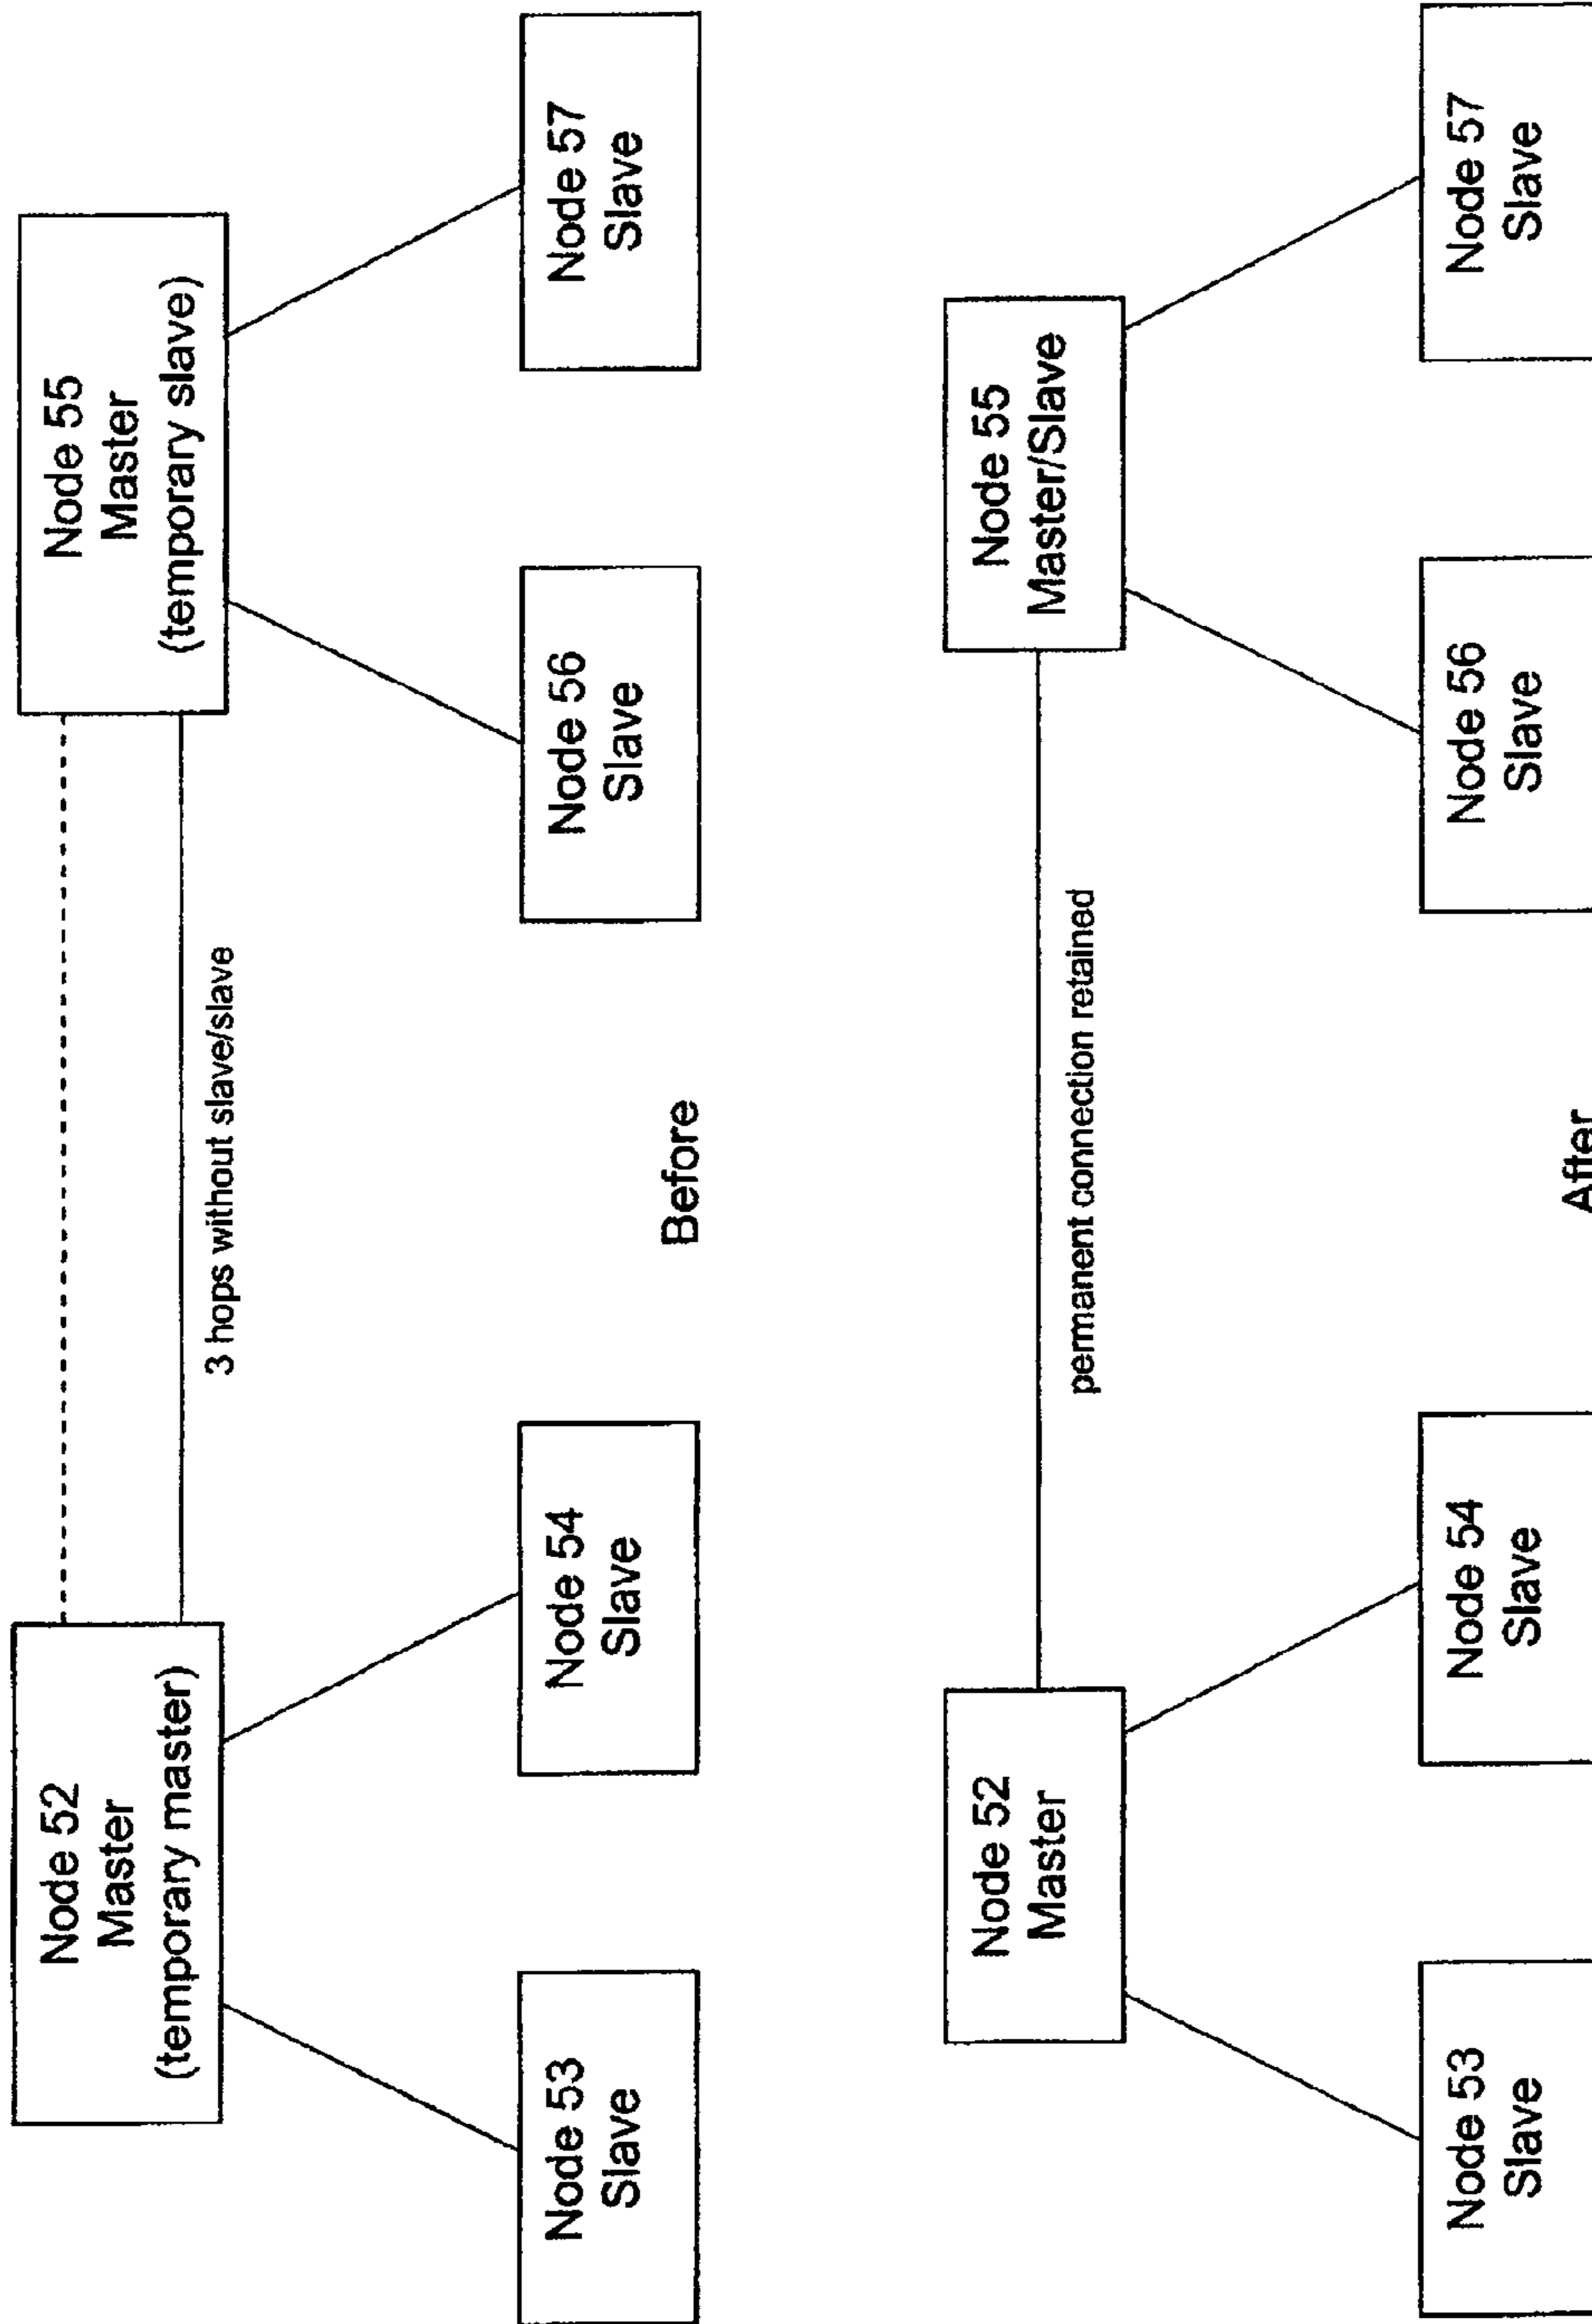 Node 52
Master
(temporary master)
Node 55
Master
(temporary slave)
3 hops without slave/slave
Node 53
Slave
Node 54
Slave
Node 56
Slave
Node 57
Slave
Before
Node 52
Master
Node 55
Master/Slave
permanent connection retained
Node 53
Slave
Node 54
Slave
Node 56
Slave
Node 57
Slave
After